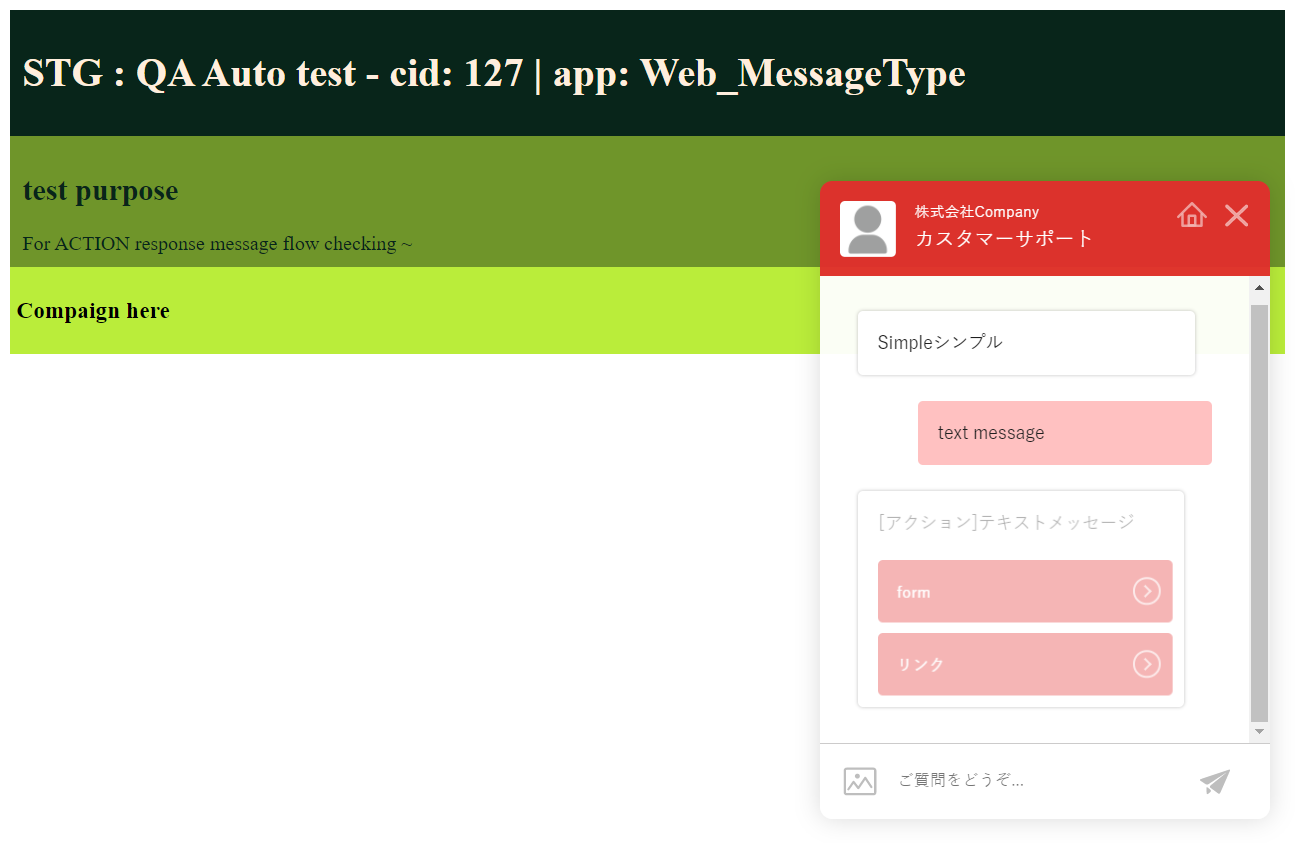 STG : QA Auto test - cid: 127 | app: Web_MessageType
test purpose
For ACTION response message flow checking ~
Compaign here
株式会社Company
カスタマーサポート
Simpleシンプル
text message
[アクション]テキストメッセージ
form
リンク
ご質問をどうぞ...